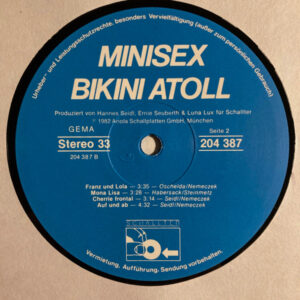 Urheber- und Leistungsschutzrechte, besonders Vervielfältigung (außer zum persönlichen Gebrauch)
MINISEX
BIKINI ATOLL
Produziert von Hannes Seidl, Ernie Seuberth & Luna Lux für Schallter
℗ 1982 Ariola Schallplatten GmbH, München
GEMA Seite 2
Stereo 33 204 387
204 387 B
Franz und Lola — 3:35 — Oscheida/Nemeczek
Mona Lisa — 3:28 — Habersack/Steinmetz
Cherrie frontal — 3.14 — Seidl/Nemeczek
Auf und ab — 4:32 — Seidl/Nemeczek
SCHALLTER
Vermietung, Aufführung, Sendung vorbehalten.